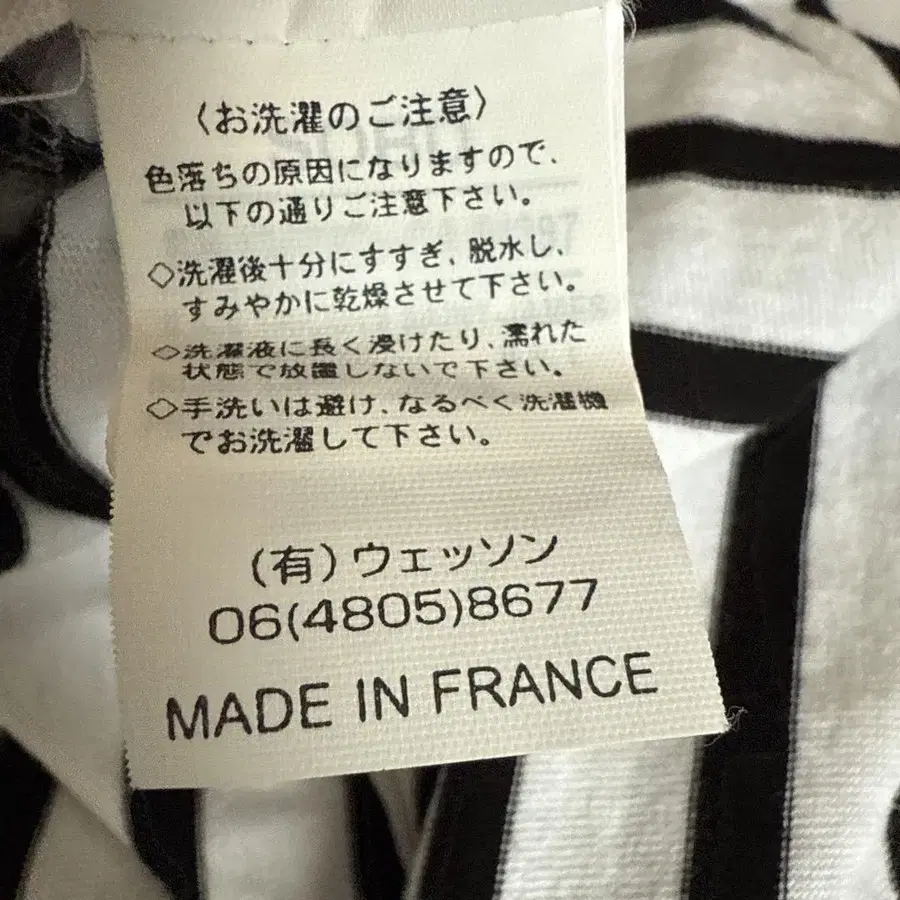 〈お洗濯のご注意〉
色落ちの原因になりますので、
以下の通りご注意下さい。
◇洗濯後十分にすすぎ、脱水し、
すみやかに乾燥させて下さい。
◇洗濯液に長く浸けたり、濡れた
状態で放置しないで下さい。
◇手洗いは避け、なるべく洗濯機
でお洗濯して下さい。
(有)ウェッソン
06(4805)8677
MADE IN FRANCE